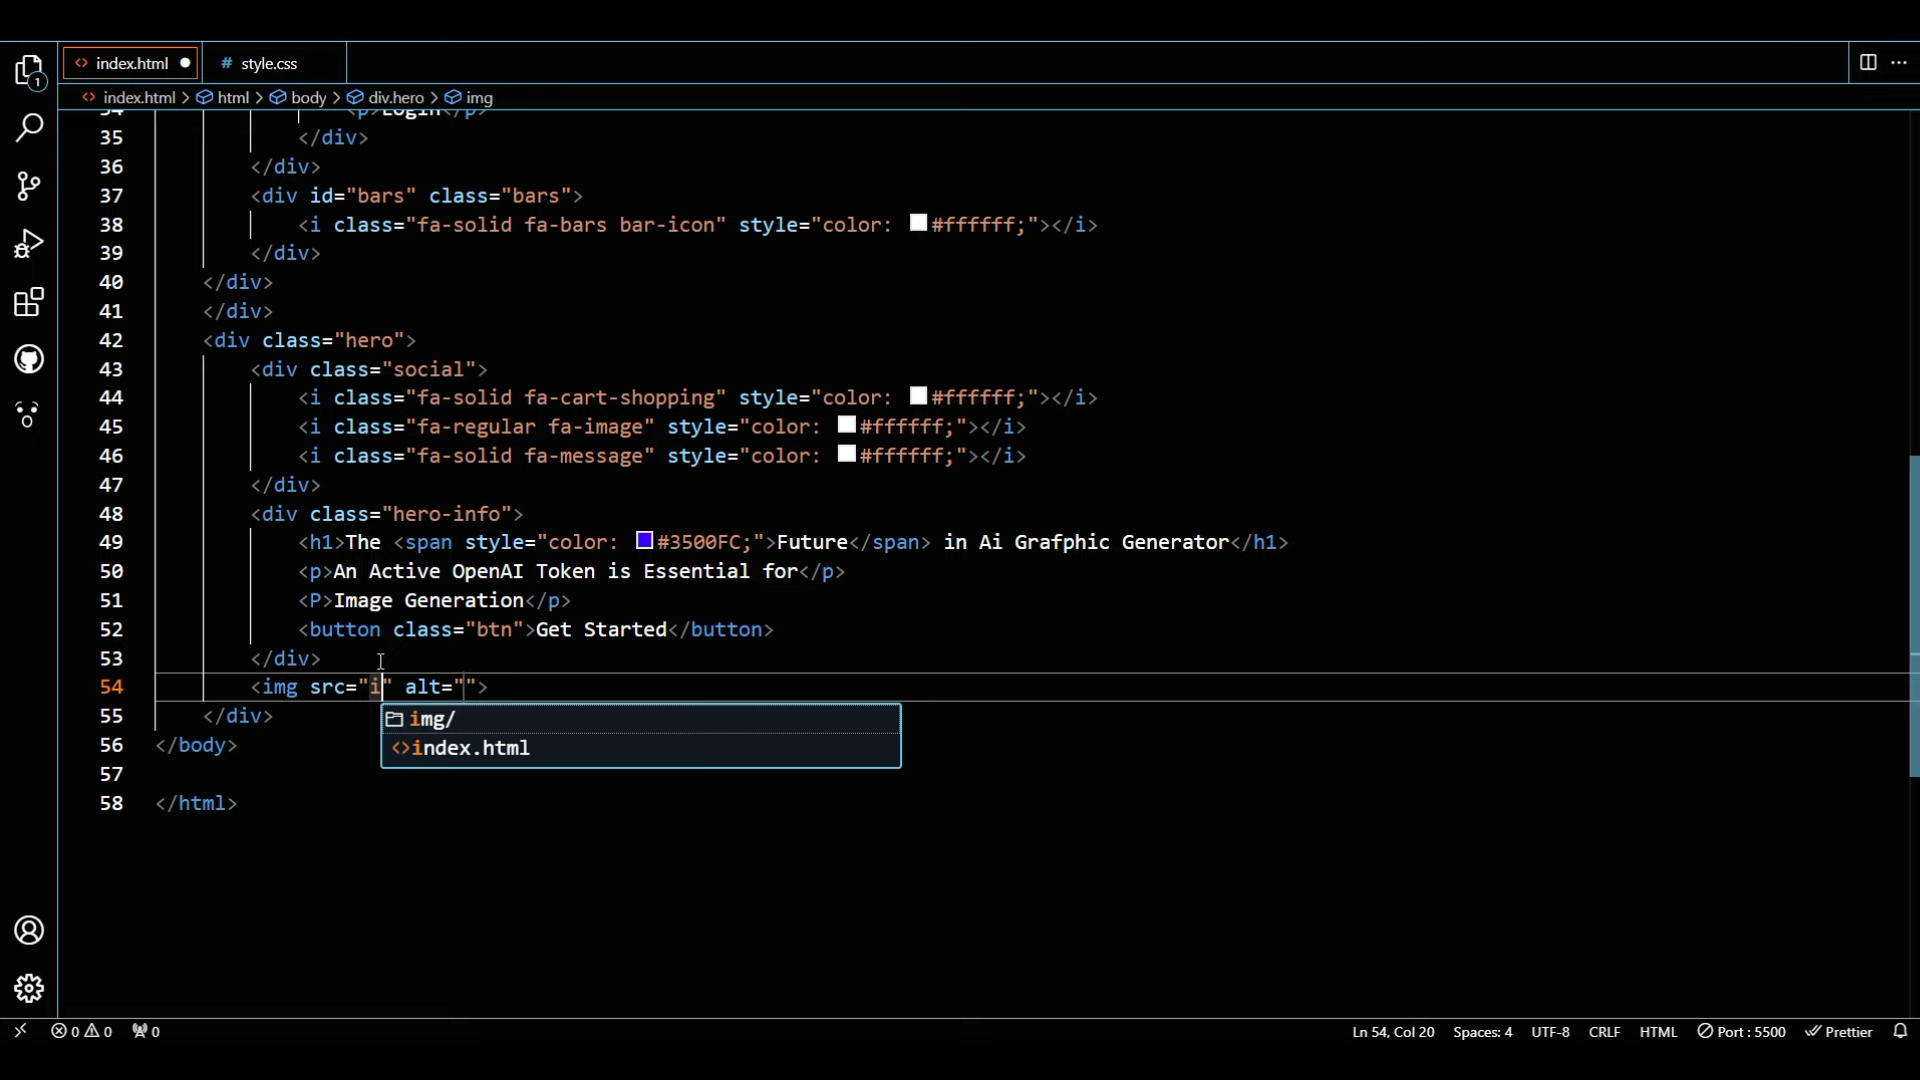 index.html
# style.css
index.html > html > body > div.hero > img
34 <p>Login</p>
35 </div>
36 </div>
37 <div id="bars" class="bars">
38 <i class="fa-solid fa-bars bar-icon" style="color: #ffffff;"></i>
39 </div>
40 </div>
41 </div>
42 <div class="hero">
43 <div class="social">
44 <i class="fa-solid fa-cart-shopping" style="color: #ffffff;"></i>
45 <i class="fa-regular fa-image" style="color: #ffffff;"></i>
46 <i class="fa-solid fa-message" style="color: #ffffff;"></i>
47 </div>
48 <div class="hero-info">
49 <h1>The <span style="color: #3500FC;">Future</span> in Ai Grafphic Generator</h1>
50 <p>An Active OpenAI Token is Essential for</p>
51 <P>Image Generation</p>
52 <button class="btn">Get Started</button>
53 </div>
54 <img src="i" alt="">
img/
<>index.html
55 </div>
56 </body>
57
58 </html>
1
0 0 0
Ln 54, Col 20 Spaces: 4 UTF-8 CRLF HTML Port : 5500 Prettier